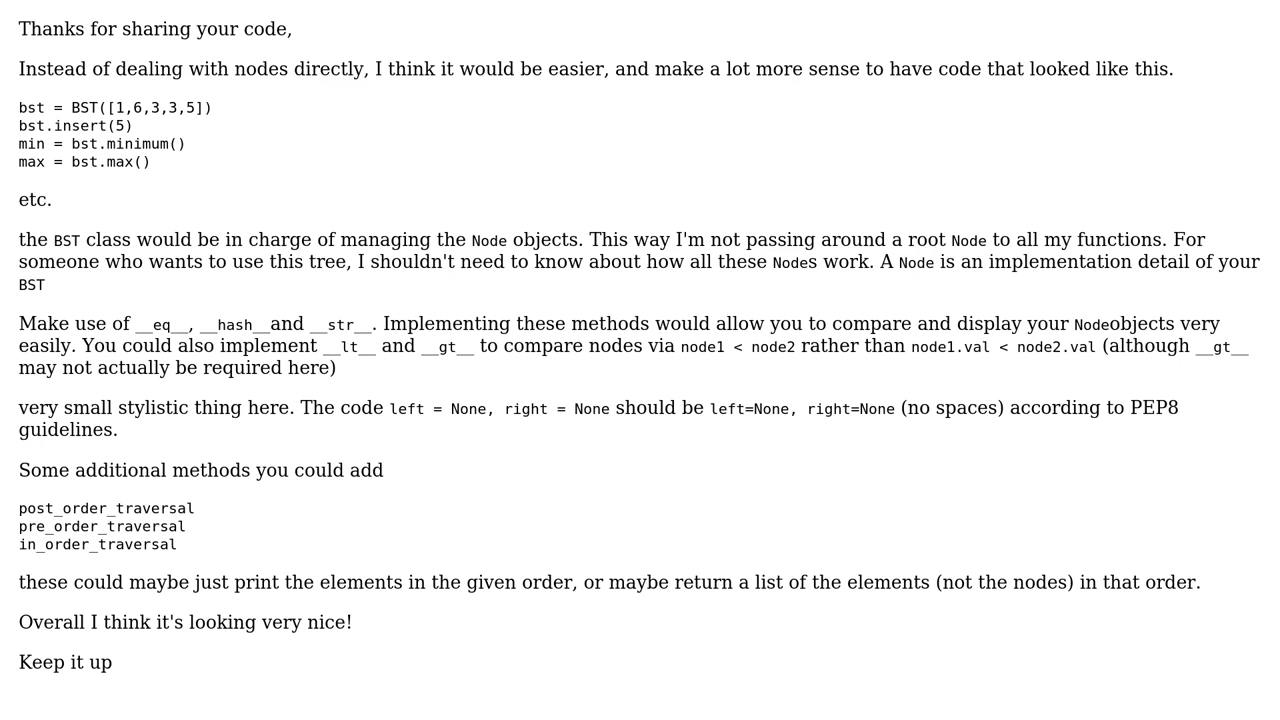 Thanks for sharing your code,
Instead of dealing with nodes directly, I think it would be easier, and make a lot more sense to have code that looked like this.
bst = BST([1,6,3,3,5])
bst.insert(5)
min = bst.minimum()
max = bst.max()
etc.
the BST class would be in charge of managing the Node objects. This way I'm not passing around a root Node to all my functions. For
someone who wants to use this tree, I shouldn't need to know about how all these Nodes work. A Node is an implementation detail of your
BST
Make use of __eq__, __hash__and __str__. Implementing these methods would allow you to compare and display your Nodeobjects very
easily. You could also implement __lt__ and __gt__ to compare nodes via node1 < node2 rather than node1.val < node2.val (although __gt__
may not actually be required here)
very small stylistic thing here. The code left = None, right = None should be left=None, right=None (no spaces) according to PEP8
guidelines.
Some additional methods you could add
post_order_traversal
pre_order_traversal
in_order_traversal
these could maybe just print the elements in the given order, or maybe return a list of the elements (not the nodes) in that order.
Overall I think it's looking very nice!
Keep it up